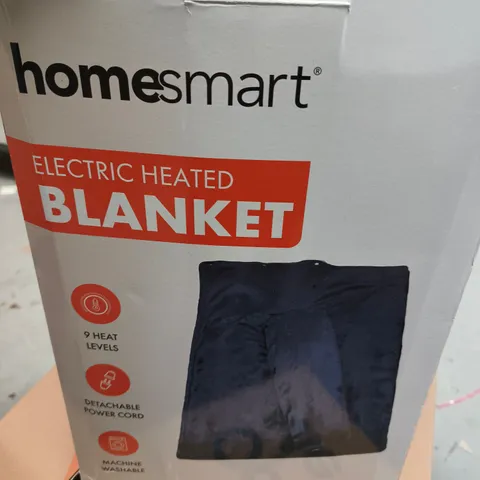 homesmart®
ELECTRIC HEATED
BLANKET
9 HEAT
LEVELS
DETACHABLE
POWER CORD
MACHINE
WASHABLE